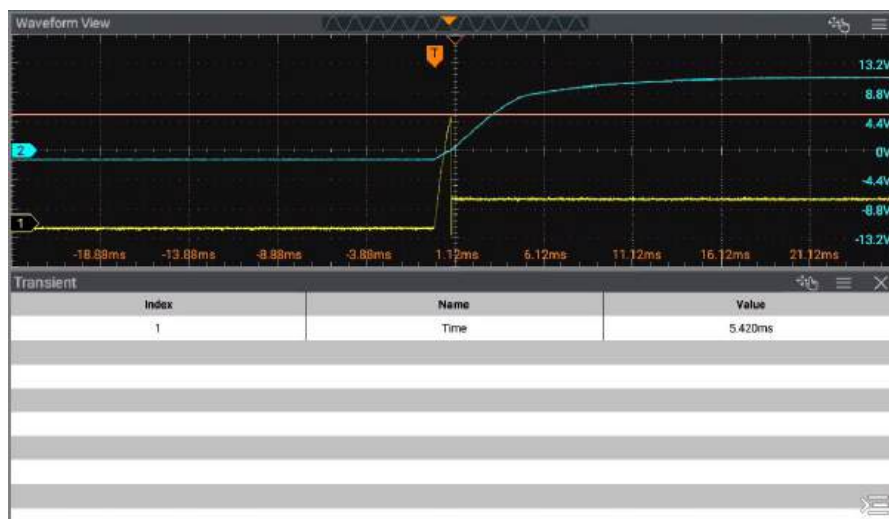 Waveform View
T
13.2V
8.8V
4.4V
2
0V
-4.4V
-8.8V
1
-13.2V
-18.88ms -13.88ms -8.88ms -3.88ms 1.12ms 6.12ms 11.12ms 16.12ms 21.12ms
Transient
Index Name Value
1 Time 5.420ms